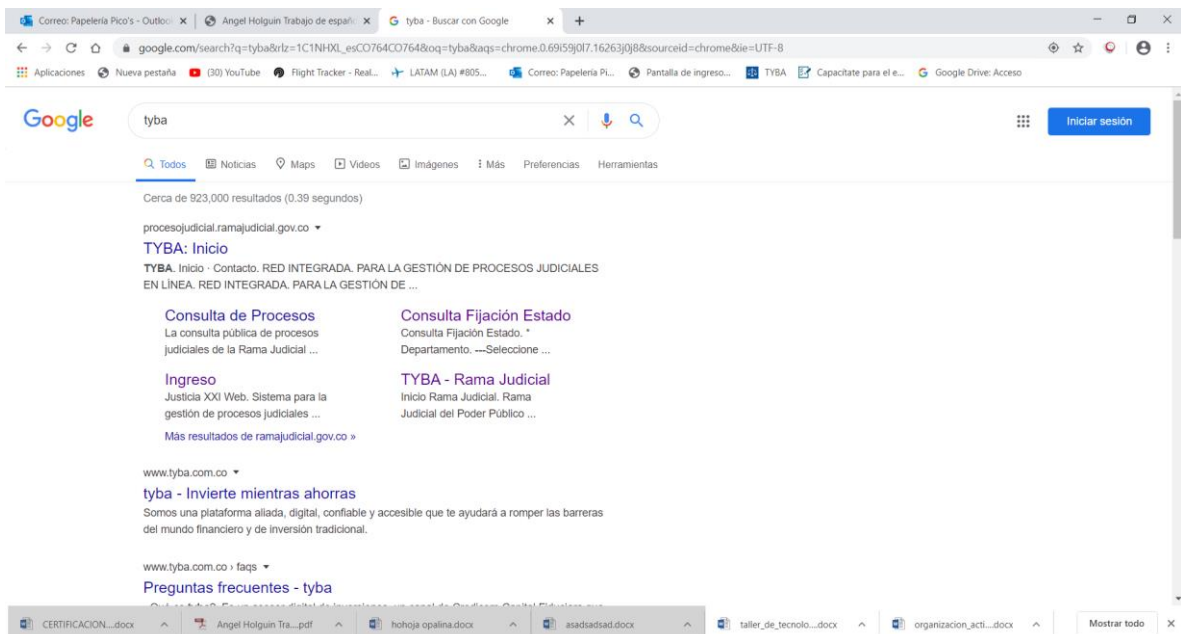 Correo: Papelería Pico's - Outloo
Angel Holguin Trabajo de españo
tyba - Buscar con Google
google.com/search?q=tyba&rlz=1C1NHXL_esCO764CO764&oq=tyba&aqs=chrome.0.69i59j0l7.16263j0j8&sourceid=chrome&ie=UTF-8
Aplicaciones Nueva pestaña (30) YouTube Flight Tracker - Real... LATAM (LA) #805... Correo: Papelería Pi... Pantalla de ingreso... TYBA Capacítate para el e... Google Drive: Acceso
Google
tyba
Iniciar sesión
Todos Noticias Maps Videos Imágenes Más Preferencias Herramientas
Cerca de 923,000 resultados (0.39 segundos)
procesojudicial.ramajudicial.gov.co
TYBA: Inicio
TYBA. Inicio · Contacto. RED INTEGRADA. PARA LA GESTIÓN DE PROCESOS JUDICIALES
EN LÍNEA. RED INTEGRADA. PARA LA GESTIÓN DE ...
Consulta de Procesos
La consulta pública de procesos
judiciales de la Rama Judicial ...
Consulta Fijación Estado
Consulta Fijación Estado. *
Departamento. ---Seleccione ...
Ingreso
Justicia XXI Web. Sistema para la
gestión de procesos judiciales ...
TYBA - Rama Judicial
Inicio Rama Judicial. Rama
Judicial del Poder Público ...
Más resultados de ramajudicial.gov.co »
www.tyba.com.co
tyba - Invierte mientras ahorras
Somos una plataforma aliada, digital, confiable y accesible que te ayudará a romper las barreras
del mundo financiero y de inversión tradicional.
www.tyba.com.co › faqs
Preguntas frecuentes - tyba
CERTIFICACION....docx Angel Holguin Tra....pdf hohoja opalina.docx asadsadsad.docx taller_de_tecnolo....docx organizacion_acti....docx Mostrar todo